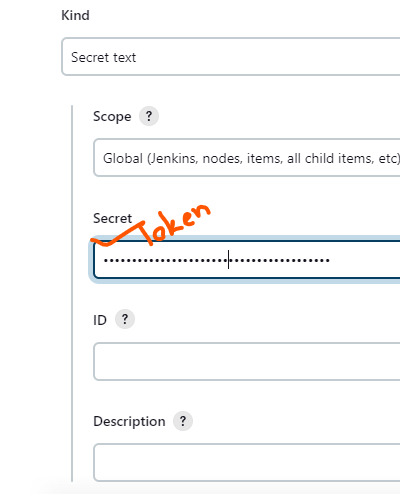 Kind
Secret text
Scope ?
Global (Jenkins, nodes, items, all child items, etc)
Secret
Token
ID ?
Description ?